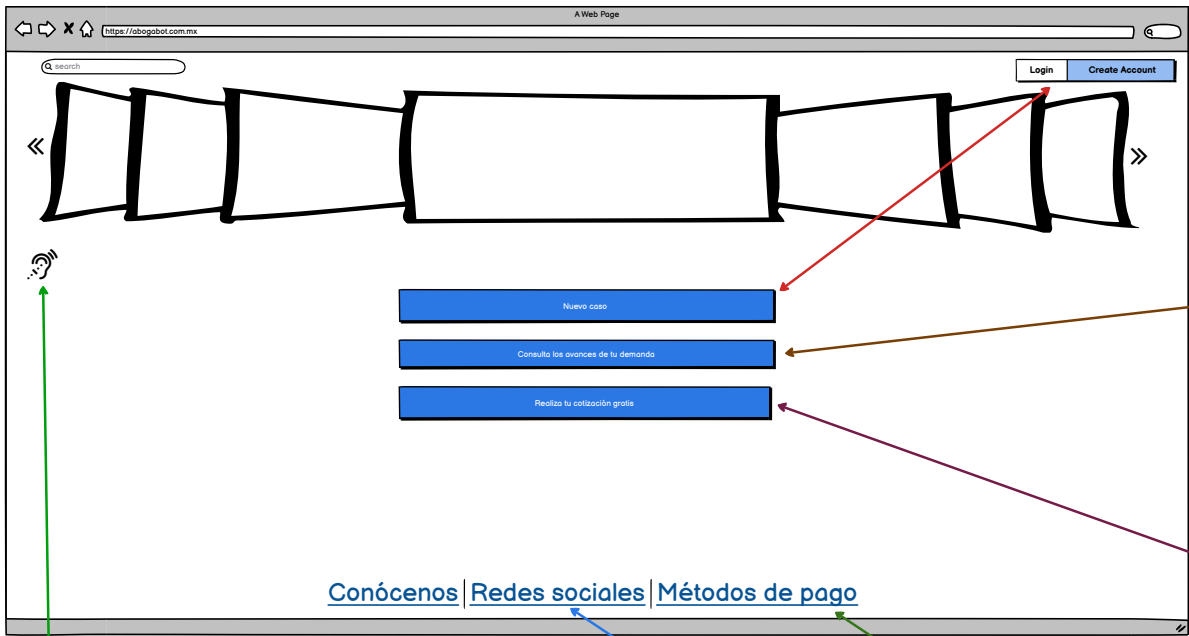 A Web Page
https://abogabot.com.mx
search
Login
Create Account
Nuevo caso
Consulta los avances de tu demanda
Realiza tu cotización gratis
Conócenos
Redes sociales
Métodos de pago